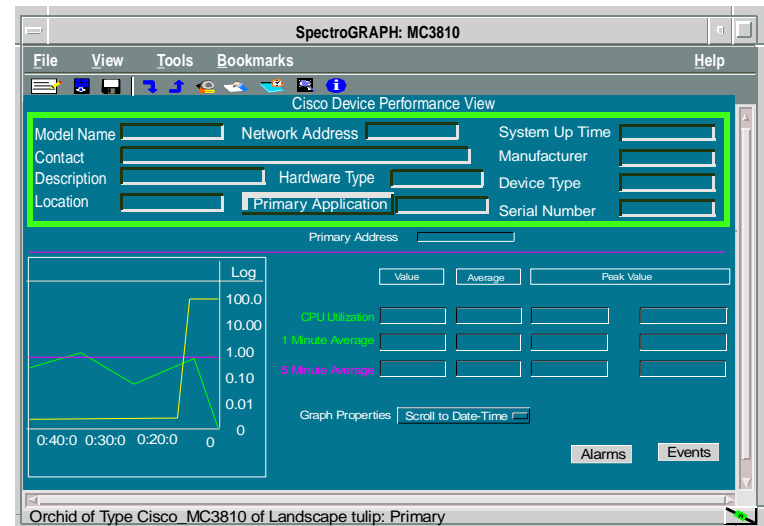 SpectroGRAPH: MC3810
File View Tools Bookmarks Help
Cisco Device Performance View
Model Name Network Address System Up Time
Contact Manufacturer
Description Hardware Type Device Type
Location Primary Application Serial Number
Primary Address
Log
Value Average Peak Value
100.0
CPU Utilization
10.00
1 Minute Average
1.00
5 Minute Average
0.10
0.01
Graph Properties Scroll to Date-Time
0
0:40:0 0:30:0 0:20:0 0
Alarms Events
Orchid of Type Cisco_MC3810 of Landscape tulip: Primary